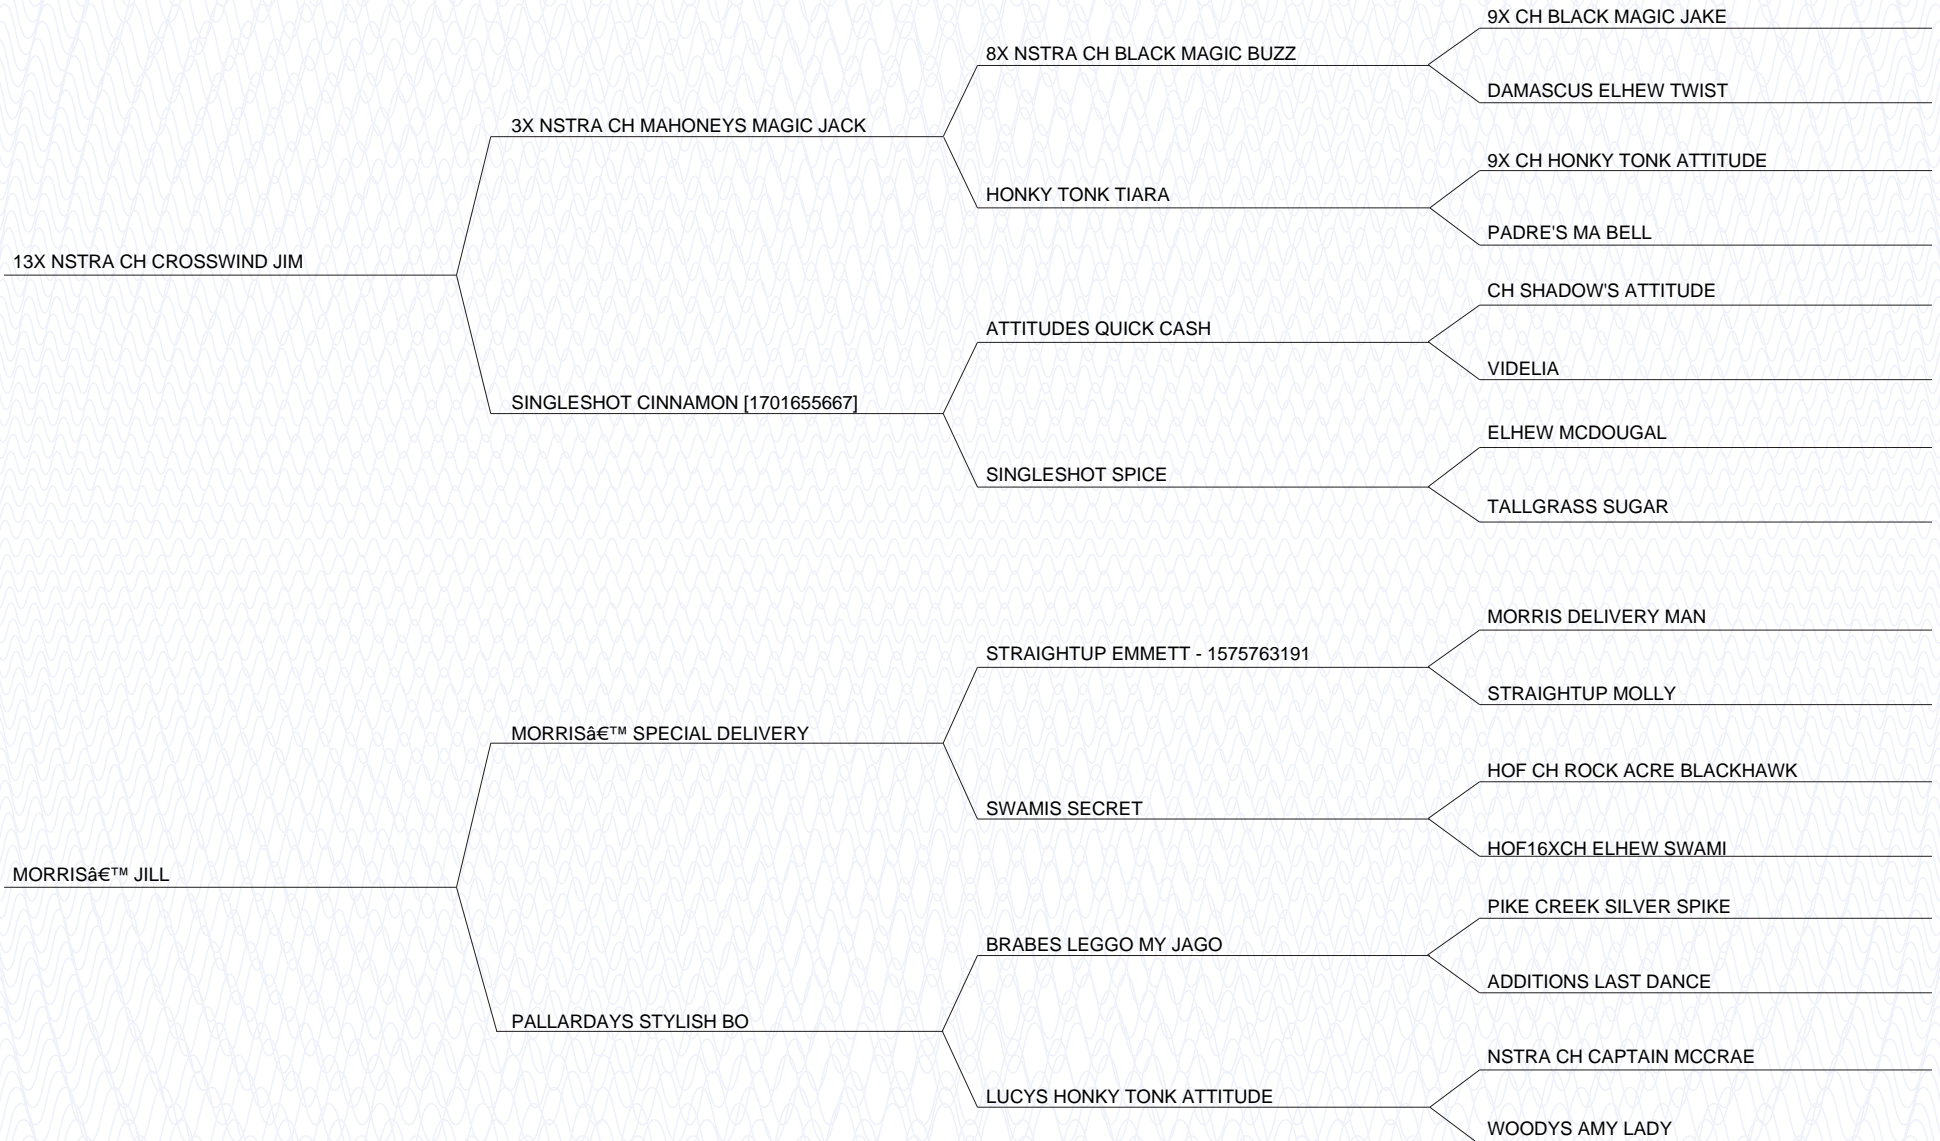 9X CH BLACK MAGIC JAKE
8X NSTRA CH BLACK MAGIC BUZZ
DAMASCUS ELHEW TWIST
3X NSTRA CH MAHONEYS MAGIC JACK
9X CH HONKY TONK ATTITUDE
HONKY TONK TIARA
PADRE'S MA BELL
13X NSTRA CH CROSSWIND JIM
CH SHADOW'S ATTITUDE
ATTITUDES QUICK CASH
VIDELIA
SINGLESHOT CINNAMON [1701655667]
ELHEW MCDOUGAL
SINGLESHOT SPICE
TALLGRASS SUGAR
MORRIS DELIVERY MAN
STRAIGHTUP EMMETT - 1575763191
STRAIGHTUP MOLLY
MORRISâ€™ SPECIAL DELIVERY
HOF CH ROCK ACRE BLACKHAWK
SWAMIS SECRET
HOF16XCH ELHEW SWAMI
MORRISâ€™ JILL
PIKE CREEK SILVER SPIKE
BRABES LEGGO MY JAGO
ADDITIONS LAST DANCE
PALLARDAYS STYLISH BO
NSTRA CH CAPTAIN MCCRAE
LUCYS HONKY TONK ATTITUDE
WOODYS AMY LADY